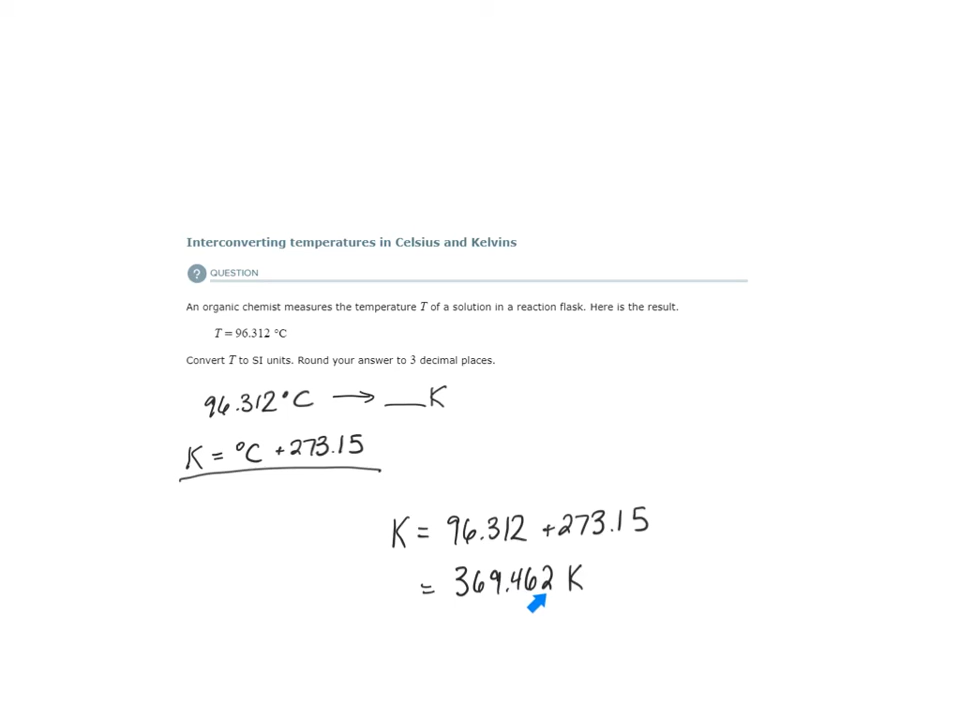 Interconverting temperatures in Celsius and Kelvins
? QUESTION
An organic chemist measures the temperature T of a solution in a reaction flask. Here is the result.
T = 96.312 °C
Convert T to SI units. Round your answer to 3 decimal places.
96.312°C → __K
K = °C + 273.15
K = 96.312 + 273.15
= 369.462 K